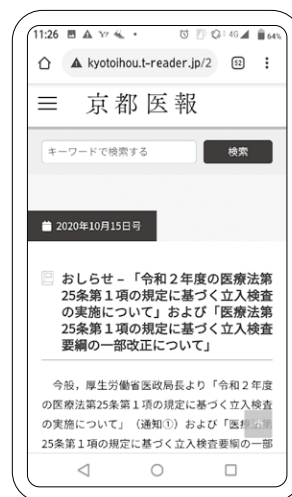 11:26 4G 64%
kyotoihou.t-reader.jp/2 52
京都医報
キーワードで検索する 検索
2020年10月15日号
おしらせ – 「令和２年度の医療法第
25条第１項の規定に基づく立入検査
の実施について」および「医療法第
25条第１項の規定に基づく立入検査
要綱の一部改正について」
今般，厚生労働省医政局長より「令和２年度
の医療法第25条第１項の規定に基づく立入検査
の実施について」（通知①）および「医療法第
25条第１項の規定に基づく立入検査要綱の一部